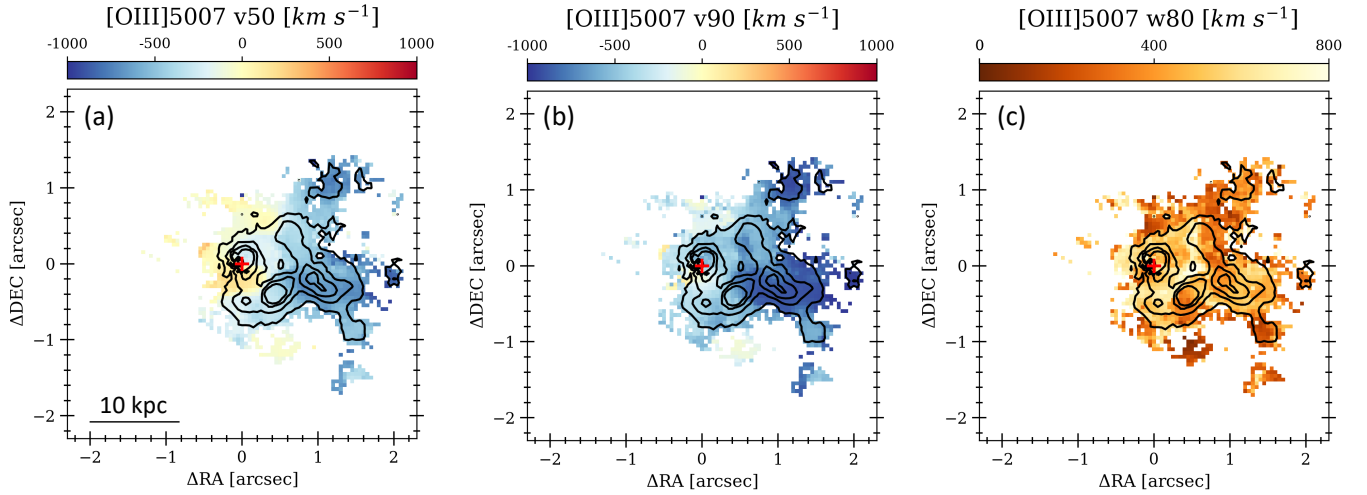 [OIII]5007 v50 [km s⁻¹]
-1000 -500 0 500 1000
(a)
2
1
0
−1
−2
ΔDEC [arcsec]
10 kpc
−2 −1 0 1 2
ΔRA [arcsec]
[OIII]5007 v90 [km s⁻¹]
-1000 -500 0 500 1000
(b)
2
1
0
−1
−2
ΔDEC [arcsec]
−2 −1 0 1 2
ΔRA [arcsec]
[OIII]5007 w80 [km s⁻¹]
0 400 800
(c)
2
1
0
−1
−2
ΔDEC [arcsec]
−2 −1 0 1 2
ΔRA [arcsec]